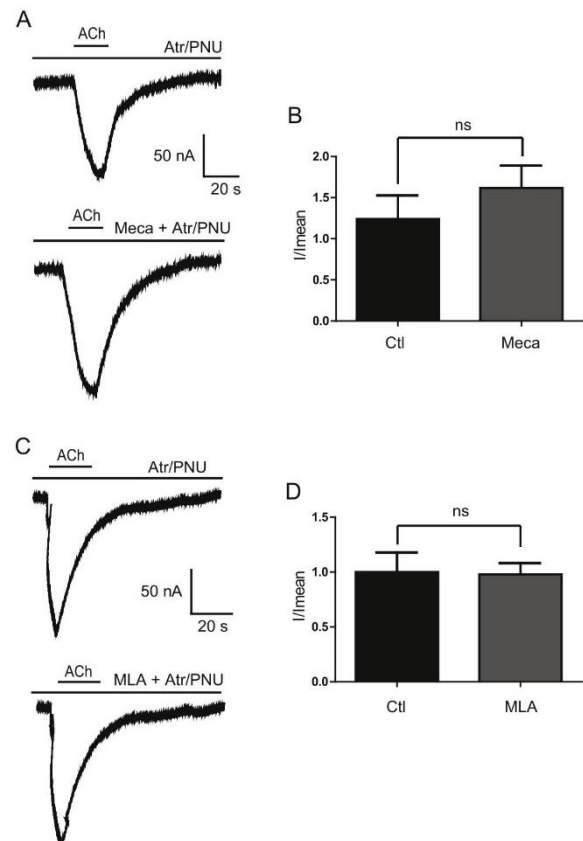 A
ACh
Atr/PNU
50 nA
20 s
ACh
Meca + Atr/PNU
B
ns
2.0
1.5
1.0
0.5
0.0
I/Imean
Ctl
Meca
C
ACh
Atr/PNU
50 nA
20 s
ACh
MLA + Atr/PNU
D
ns
1.5
1.0
0.5
0.0
I/Imean
Ctl
MLA